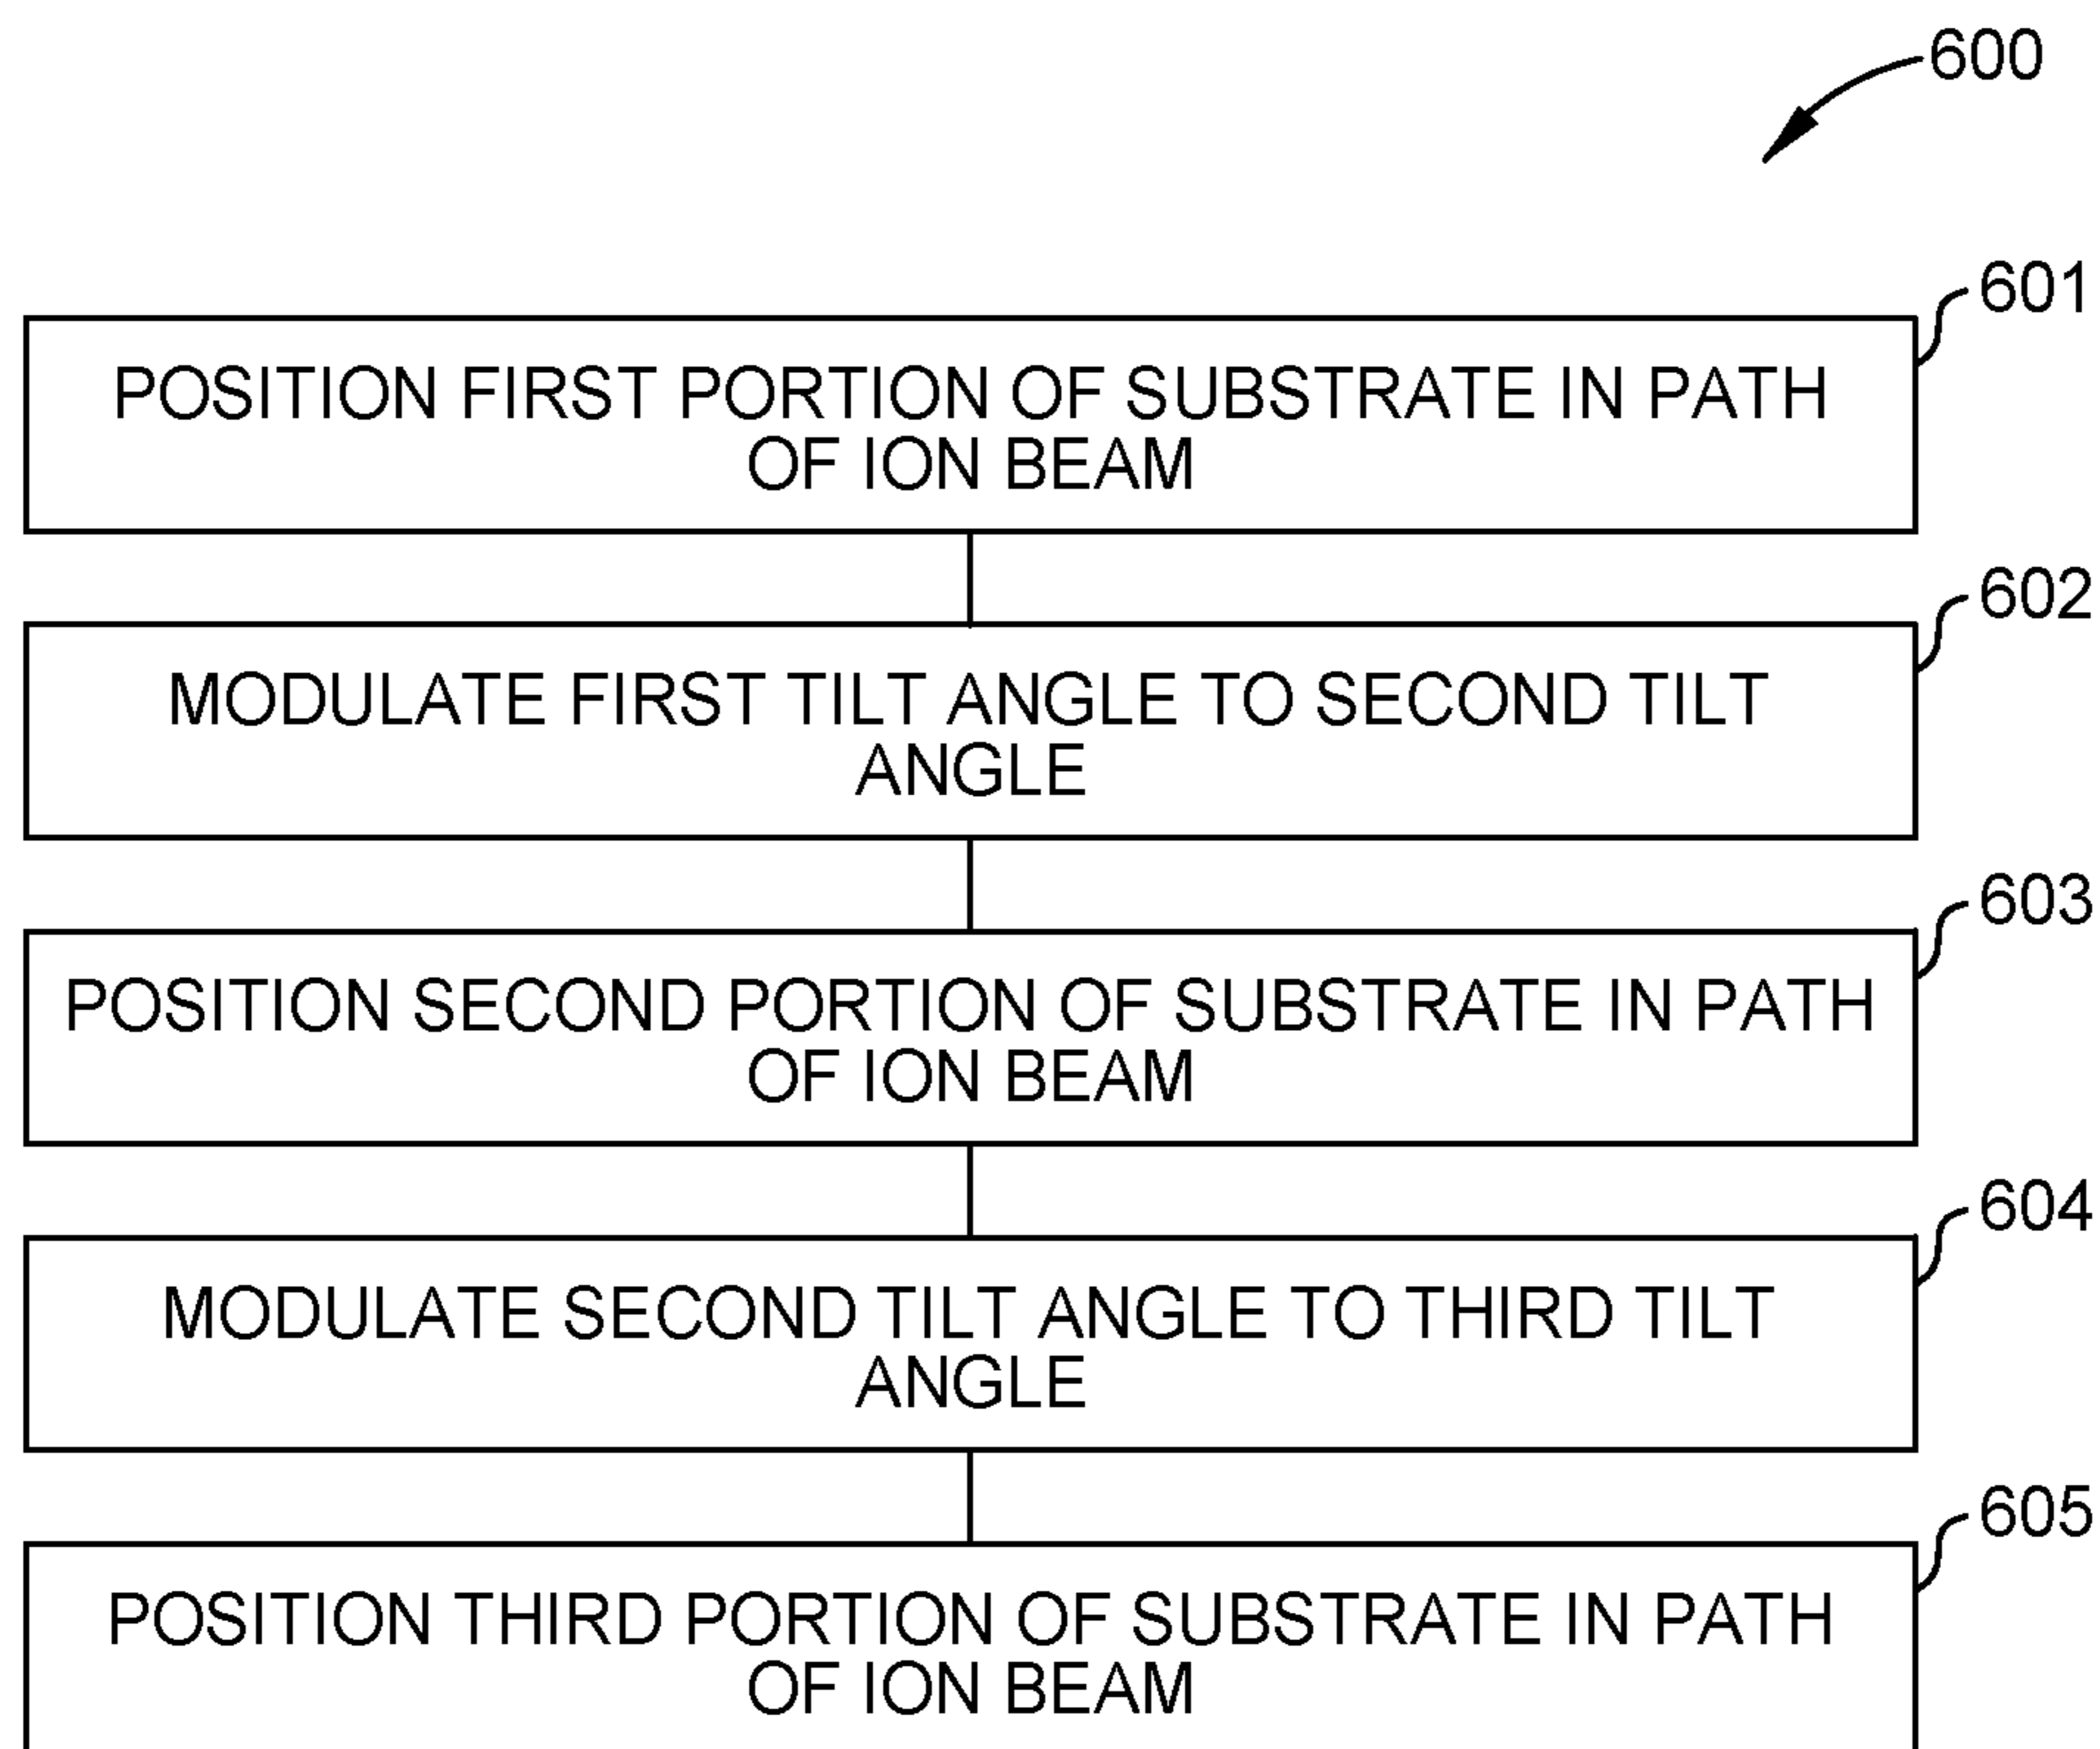 600
601
POSITION FIRST PORTION OF SUBSTRATE IN PATH
OF ION BEAM
602
MODULATE FIRST TILT ANGLE TO SECOND TILT
ANGLE
603
POSITION SECOND PORTION OF SUBSTRATE IN PATH
OF ION BEAM
604
MODULATE SECOND TILT ANGLE TO THIRD TILT
ANGLE
605
POSITION THIRD PORTION OF SUBSTRATE IN PATH
OF ION BEAM